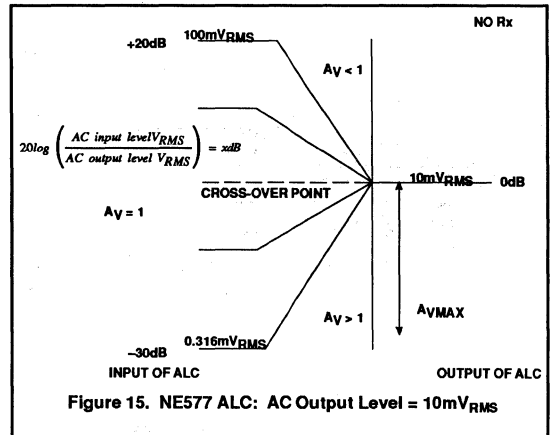 NO Rx
+20dB
100mVRMS
AV < 1
20log ( AC input levelVRMS / AC output level VRMS ) = xdB
10mVRMS
0dB
CROSS-OVER POINT
AV = 1
AVMAX
AV > 1
0.316mVRMS
–30dB
INPUT OF ALC
OUTPUT OF ALC
Figure 15. NE577 ALC: AC Output Level = 10mVRMS